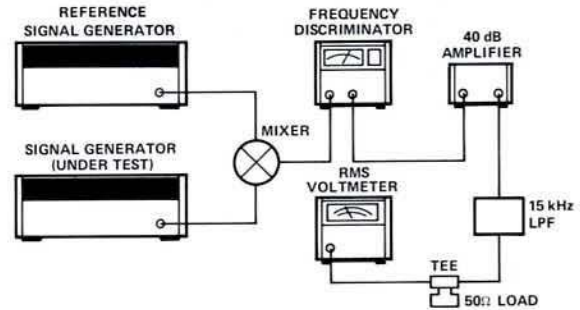 REFERENCE
SIGNAL GENERATOR
FREQUENCY
DISCRIMINATOR
40 dB
AMPLIFIER
SIGNAL GENERATOR
(UNDER TEST)
MIXER
RMS
VOLTMETER
15 kHz
LPF
TEE
50Ω LOAD